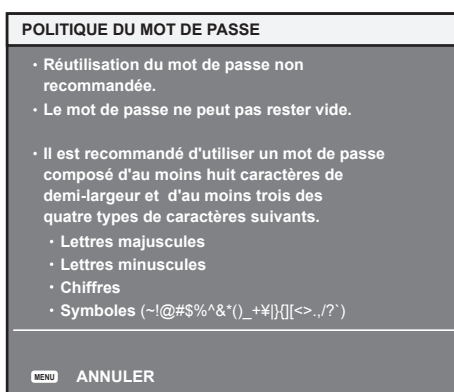 POLITIQUE DU MOT DE PASSE
・Réutilisation du mot de passe non
recommandée.
・Le mot de passe ne peut pas rester vide.
・Il est recommandé d'utiliser un mot de passe
composé d'au moins huit caractères de
demi-largeur et d'au moins trois des
quatre types de caractères suivants.
・Lettres majuscules
・Lettres minuscules
・Chiffres
・Symboles (~!@#$%^&*()_+¥|}{][<>.,/?`)
MENU ANNULER